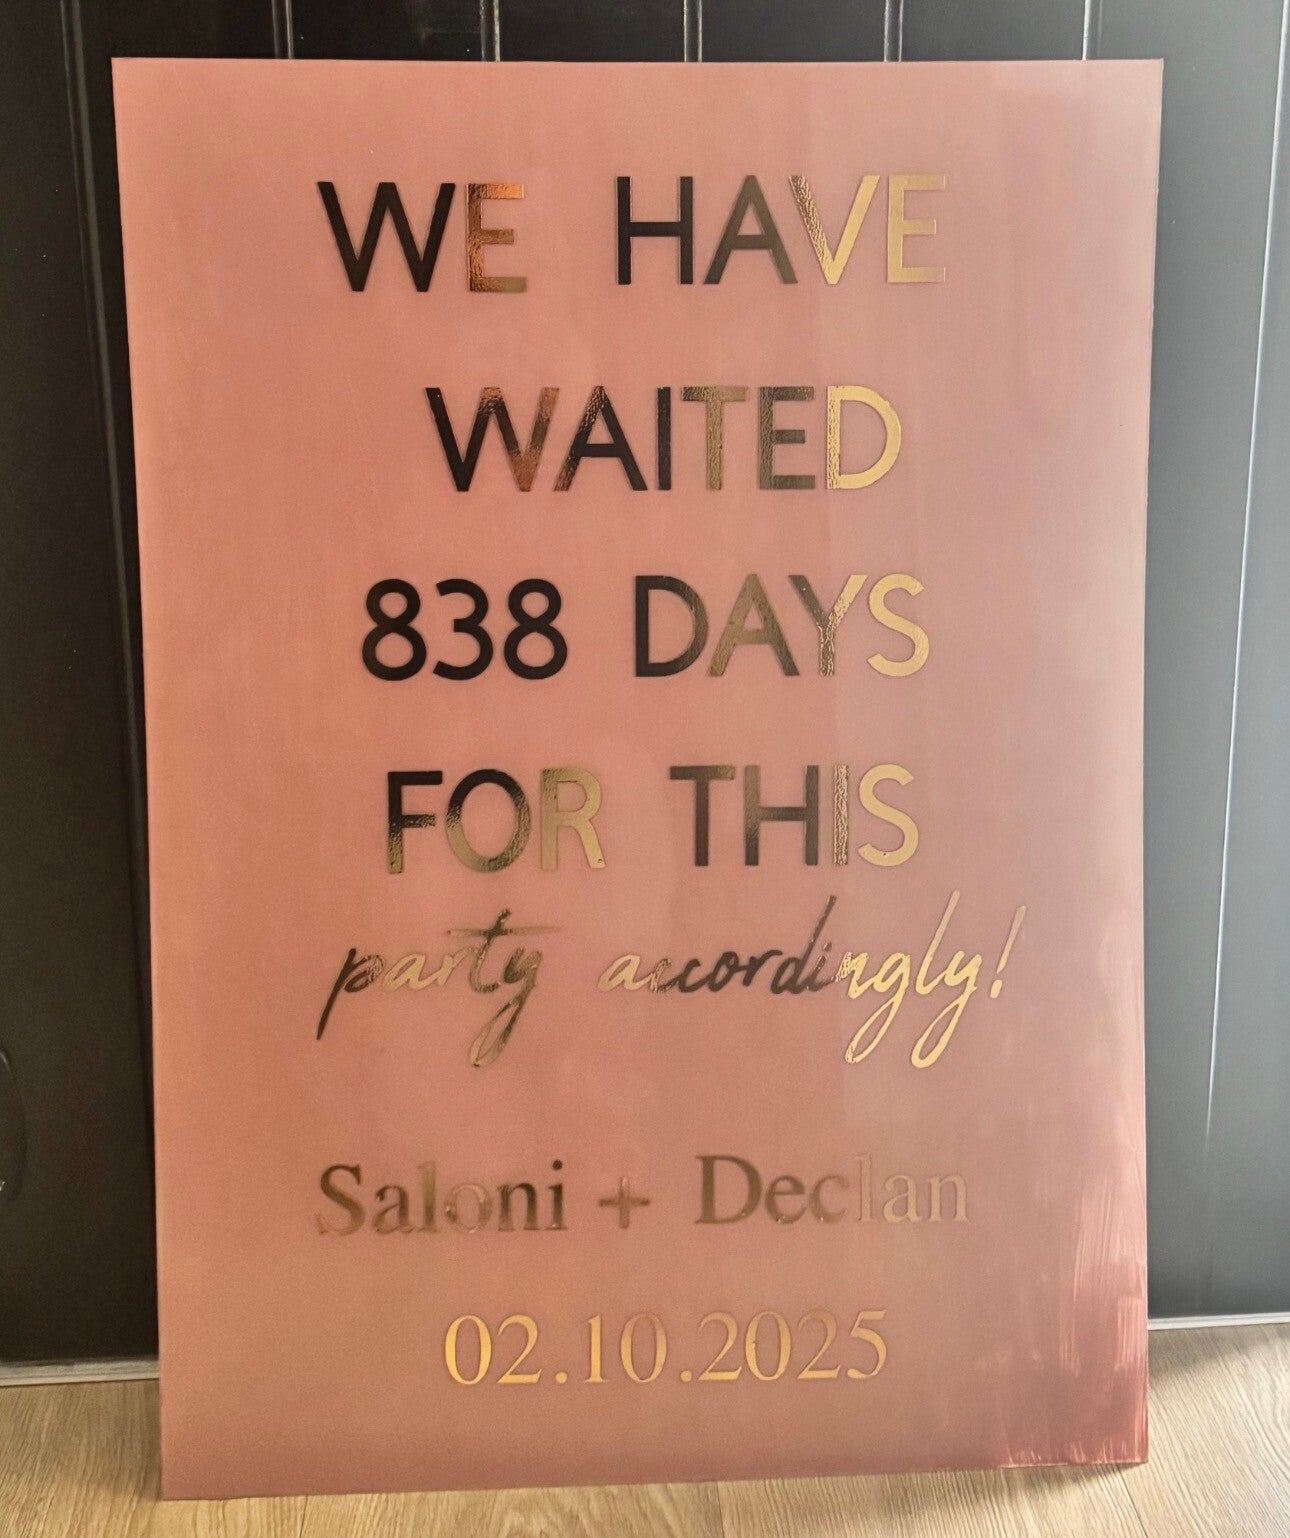 WE HAVE
WAITED
838 DAYS
FOR THIS
party accordingly!
Saloni + Declan
02.10.2025